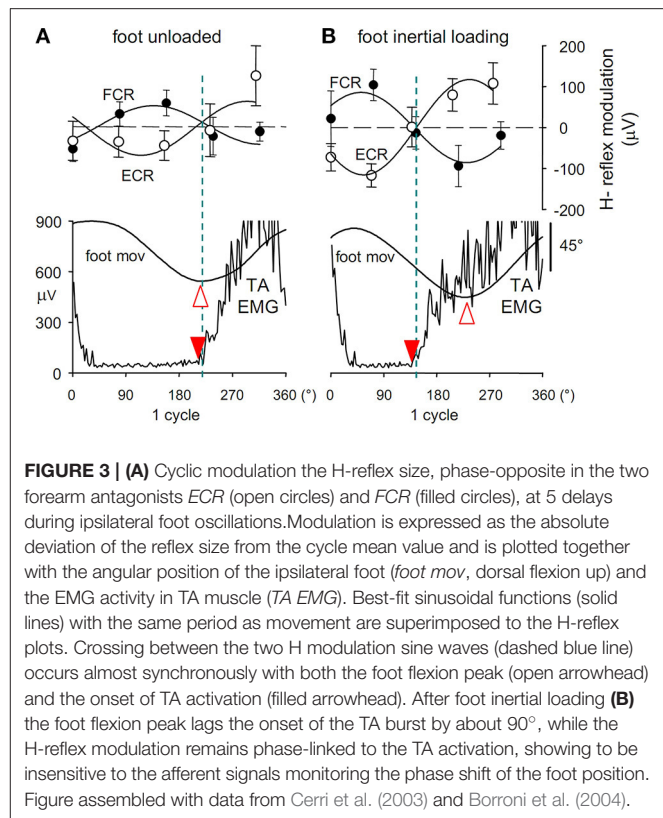 A foot unloaded
B foot inertial loading
200
100
0
-100
-200
H- reflex modulation
(µV)
FCR
ECR
FCR
ECR
900
600
µV
300
0
foot mov
TA
EMG
foot mov
TA
EMG
45°
0 90 270 360 (°)
1 cycle
0 90 270 360 (°)
1 cycle
FIGURE 3 | (A) Cyclic modulation the H-reflex size, phase-opposite in the two
forearm antagonists ECR (open circles) and FCR (filled circles), at 5 delays
during ipsilateral foot oscillations.Modulation is expressed as the absolute
deviation of the reflex size from the cycle mean value and is plotted together
with the angular position of the ipsilateral foot (foot mov, dorsal flexion up) and
the EMG activity in TA muscle (TA EMG). Best-fit sinusoidal functions (solid
lines) with the same period as movement are superimposed to the H-reflex
plots. Crossing between the two H modulation sine waves (dashed blue line)
occurs almost synchronously with both the foot flexion peak (open arrowhead)
and the onset of TA activation (filled arrowhead). After foot inertial loading (B)
the foot flexion peak lags the onset of the TA burst by about 90°, while the
H-reflex modulation remains phase-linked to the TA activation, showing to be
insensitive to the afferent signals monitoring the phase shift of the foot position.
Figure assembled with data from Cerri et al. (2003) and Borroni et al. (2004).